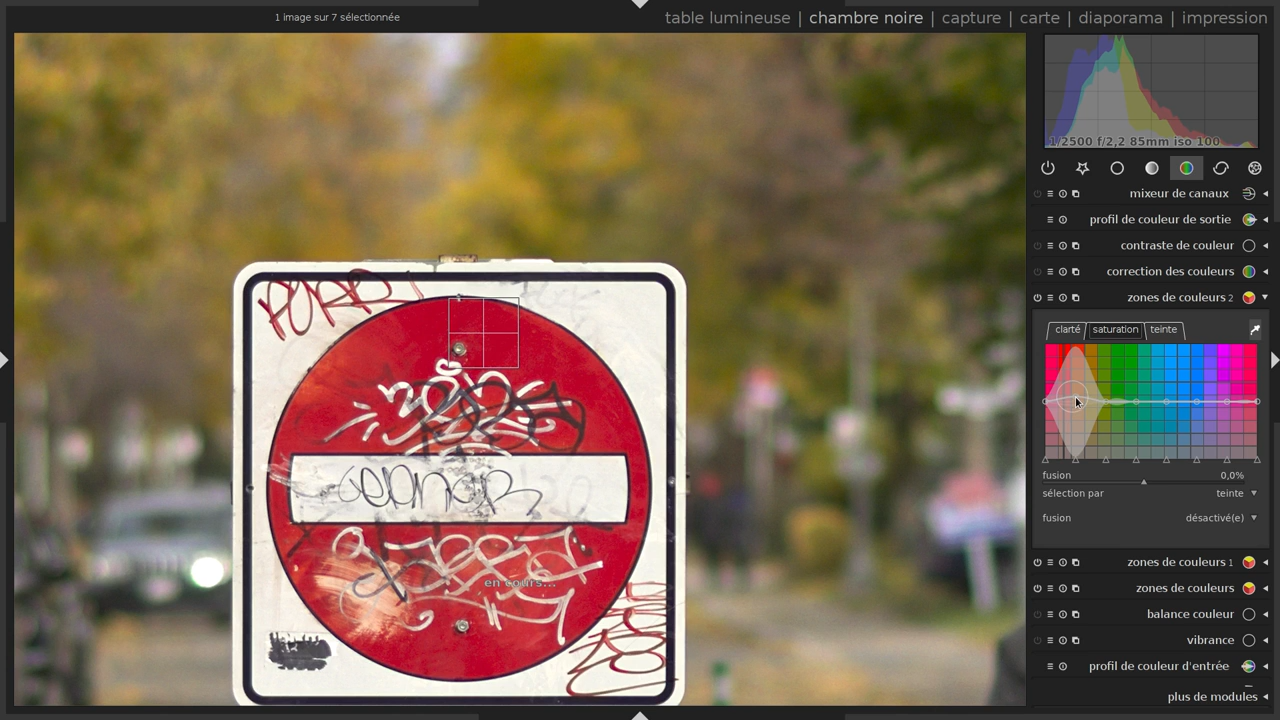 1 image sur 7 sélectionnée
table lumineuse | chambre noire | capture | carte | diaporama | impression
1/2500 f/2,2 85mm iso 100
mixeur de canaux
profil de couleur de sortie
contraste de couleur
correction des couleurs
zones de couleurs 2
clarté saturation teinte
fusion 0,0%
sélection par teinte
fusion désactivé(e)
zones de couleurs 1
zones de couleurs
balance couleur
vibrance
profil de couleur d'entrée
plus de modules
en cours...